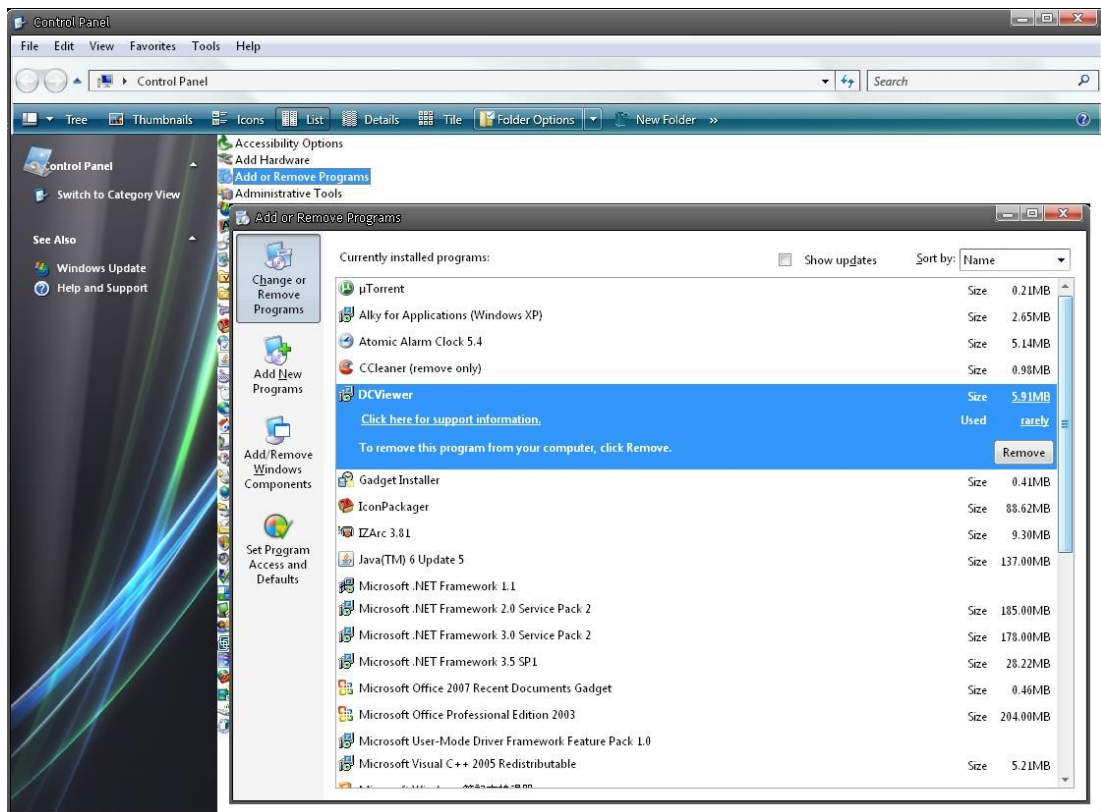 Control Panel
File Edit View Favorites Tools Help
Control Panel Search
Tree Thumbnails Icons List Details Tile Folder Options New Folder »
Control Panel
Switch to Category View
See Also
Windows Update
Help and Support
Accessibility Options
Add Hardware
Add or Remove Programs
Administrative Tools
Add or Remove Programs
Change or
Remove
Programs
Add New
Programs
Add/Remove
Windows
Components
Set Program
Access and
Defaults
Currently installed programs: Show updates Sort by: Name
µTorrent Size 0.21MB
Alky for Applications (Windows XP) Size 2.65MB
Atomic Alarm Clock 5.4 Size 5.14MB
CCleaner (remove only) Size 0.98MB
DCViewer Size 5.91MB
Click here for support information. Used rarely
To remove this program from your computer, click Remove. Remove
Gadget Installer Size 0.41MB
IconPackager Size 88.62MB
IZArc 3.81 Size 9.30MB
Java(TM) 6 Update 5 Size 137.00MB
Microsoft .NET Framework 1.1
Microsoft .NET Framework 2.0 Service Pack 2 Size 185.00MB
Microsoft .NET Framework 3.0 Service Pack 2 Size 178.00MB
Microsoft .NET Framework 3.5 SP1 Size 28.22MB
Microsoft Office 2007 Recent Documents Gadget Size 0.46MB
Microsoft Office Professional Edition 2003 Size 204.00MB
Microsoft User-Mode Driver Framework Feature Pack 1.0
Microsoft Visual C++ 2005 Redistributable Size 5.21MB